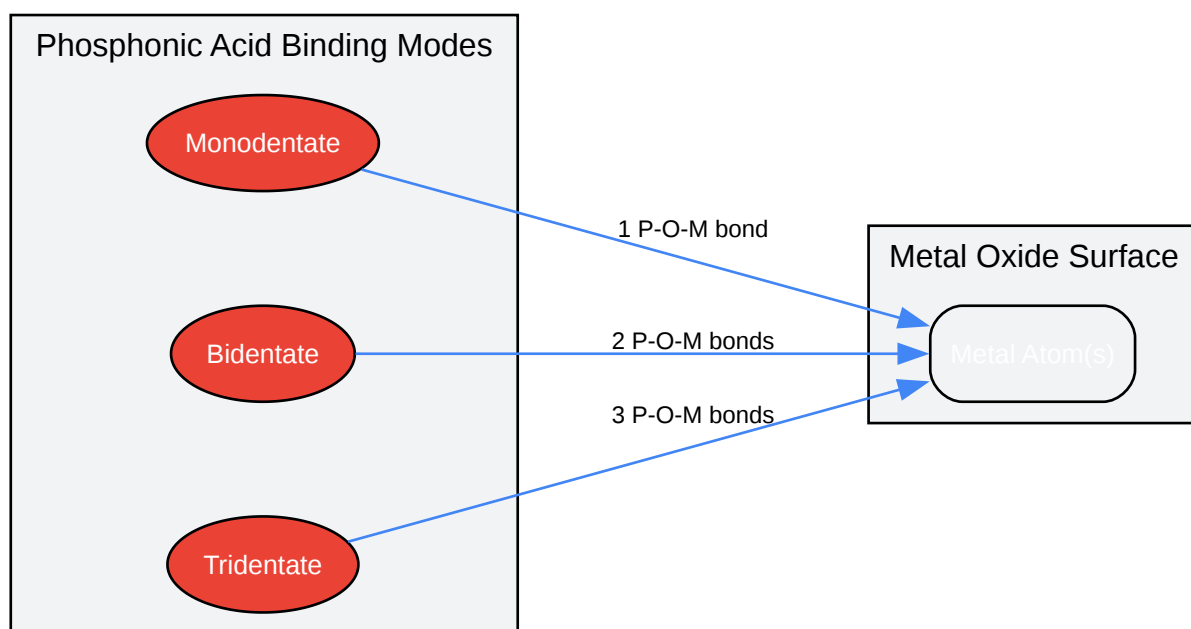 Phosphonic Acid Binding Modes
Monodentate
1 P-O-M bond
Metal Oxide Surface
Bidentate
2 P-O-M bonds
Metal Atom(s)
3 P-O-M bonds
Tridentate